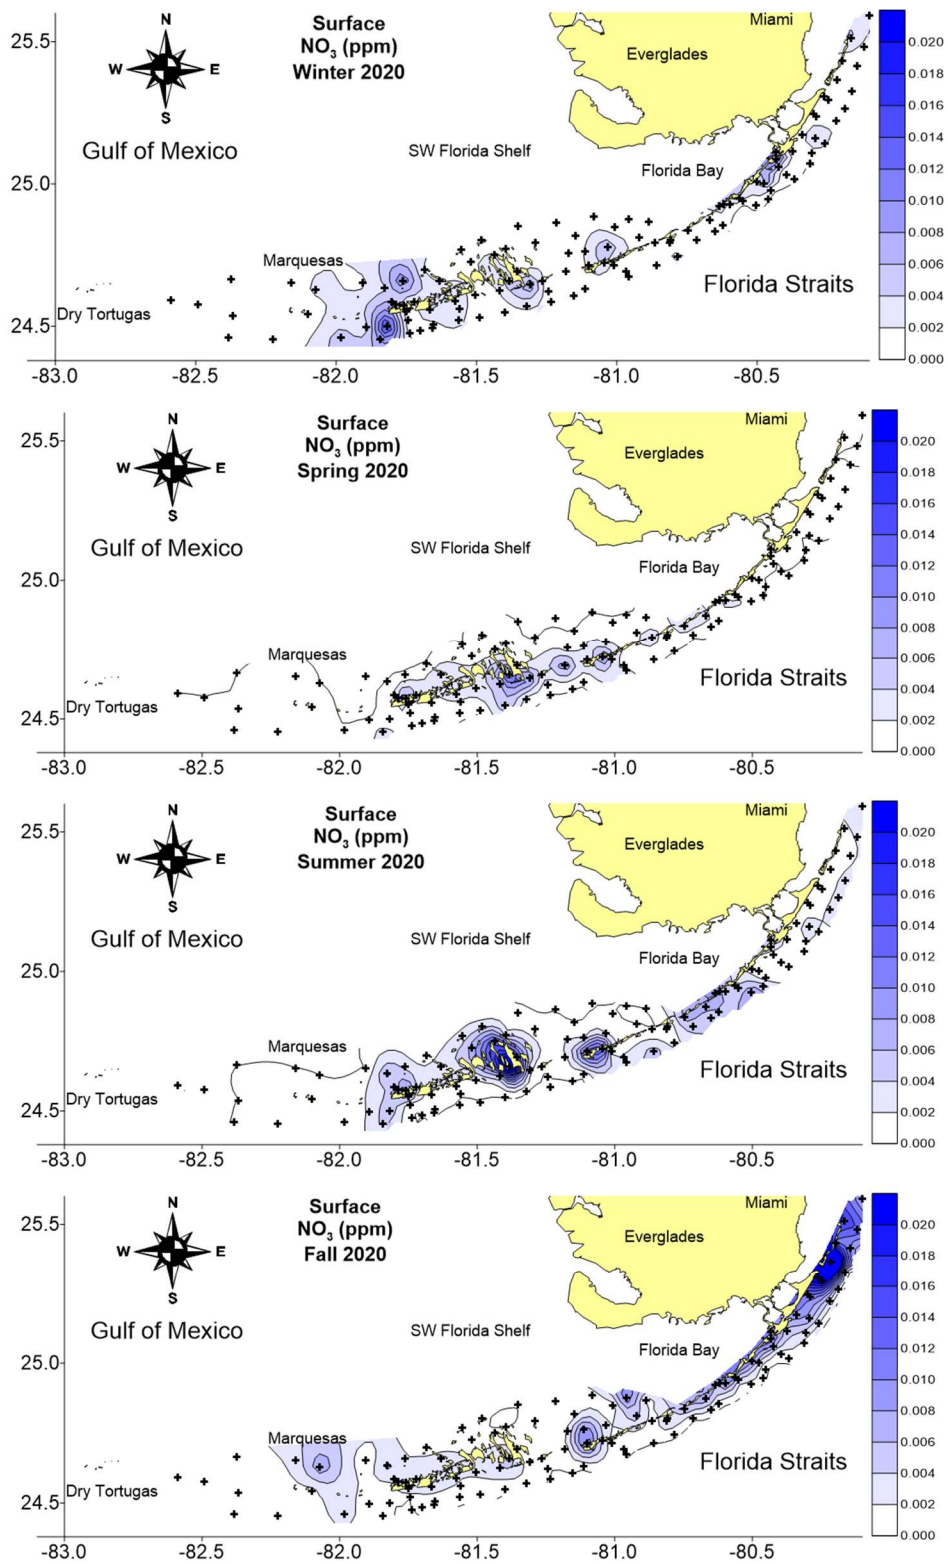 N
W E
S
Surface
NO3 (ppm)
Winter 2020
Gulf of Mexico
SW Florida Shelf
Miami
Everglades
Florida Bay
Florida Straits
Marquesas
Dry Tortugas
25.5
25.0
24.5
-83.0 -82.5 -82.0 -81.5 -81.0 -80.5
0.020
0.018
0.016
0.014
0.012
0.010
0.008
0.006
0.004
0.002
0.000
N
W E
S
Surface
NO3 (ppm)
Spring 2020
Gulf of Mexico
SW Florida Shelf
Miami
Everglades
Florida Bay
Florida Straits
Marquesas
Dry Tortugas
25.5
25.0
24.5
-83.0 -82.5 -82.0 -81.5 -81.0 -80.5
0.020
0.018
0.016
0.014
0.012
0.010
0.008
0.006
0.004
0.002
0.000
N
W E
S
Surface
NO3 (ppm)
Summer 2020
Gulf of Mexico
SW Florida Shelf
Miami
Everglades
Florida Bay
Florida Straits
Marquesas
Dry Tortugas
25.5
25.0
24.5
-83.0 -82.5 -82.0 -81.5 -81.0 -80.5
0.020
0.018
0.016
0.014
0.012
0.010
0.008
0.006
0.004
0.002
0.000
N
W E
S
Surface
NO3 (ppm)
Fall 2020
Gulf of Mexico
SW Florida Shelf
Miami
Everglades
Florida Bay
Florida Straits
Marquesas
Dry Tortugas
25.5
25.0
24.5
-83.0 -82.5 -82.0 -81.5 -81.0 -80.5
0.020
0.018
0.016
0.014
0.012
0.010
0.008
0.006
0.004
0.002
0.000